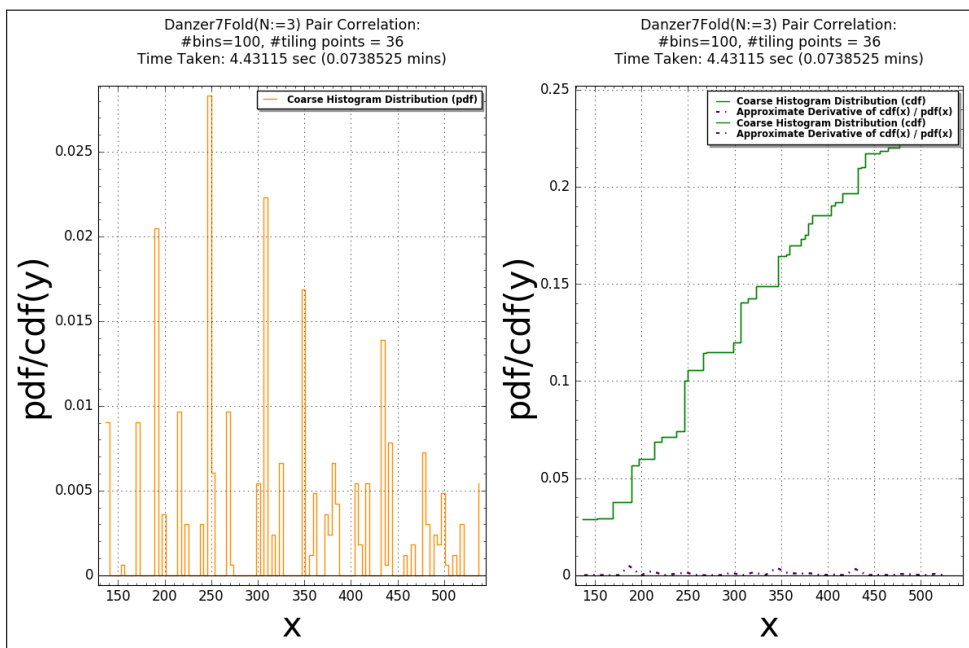 Danzer7Fold(N:=3) Pair Correlation:
#bins=100, #tiling points = 36
Time Taken: 4.43115 sec (0.0738525 mins)
Coarse Histogram Distribution (pdf)
0.025
0.02
0.015
0.01
0.005
0
pdf/cdf(y)
150 200 250 300 350 400 450 500
x
Danzer7Fold(N:=3) Pair Correlation:
#bins=100, #tiling points = 36
Time Taken: 4.43115 sec (0.0738525 mins)
Coarse Histogram Distribution (cdf)
Approximate Derivative of cdf(x) / pdf(x)
Coarse Histogram Distribution (cdf)
Approximate Derivative of cdf(x) / pdf(x)
0.25
0.2
0.15
0.1
0.05
0
pdf/cdf(y)
150 200 250 300 350 400 450 500
x